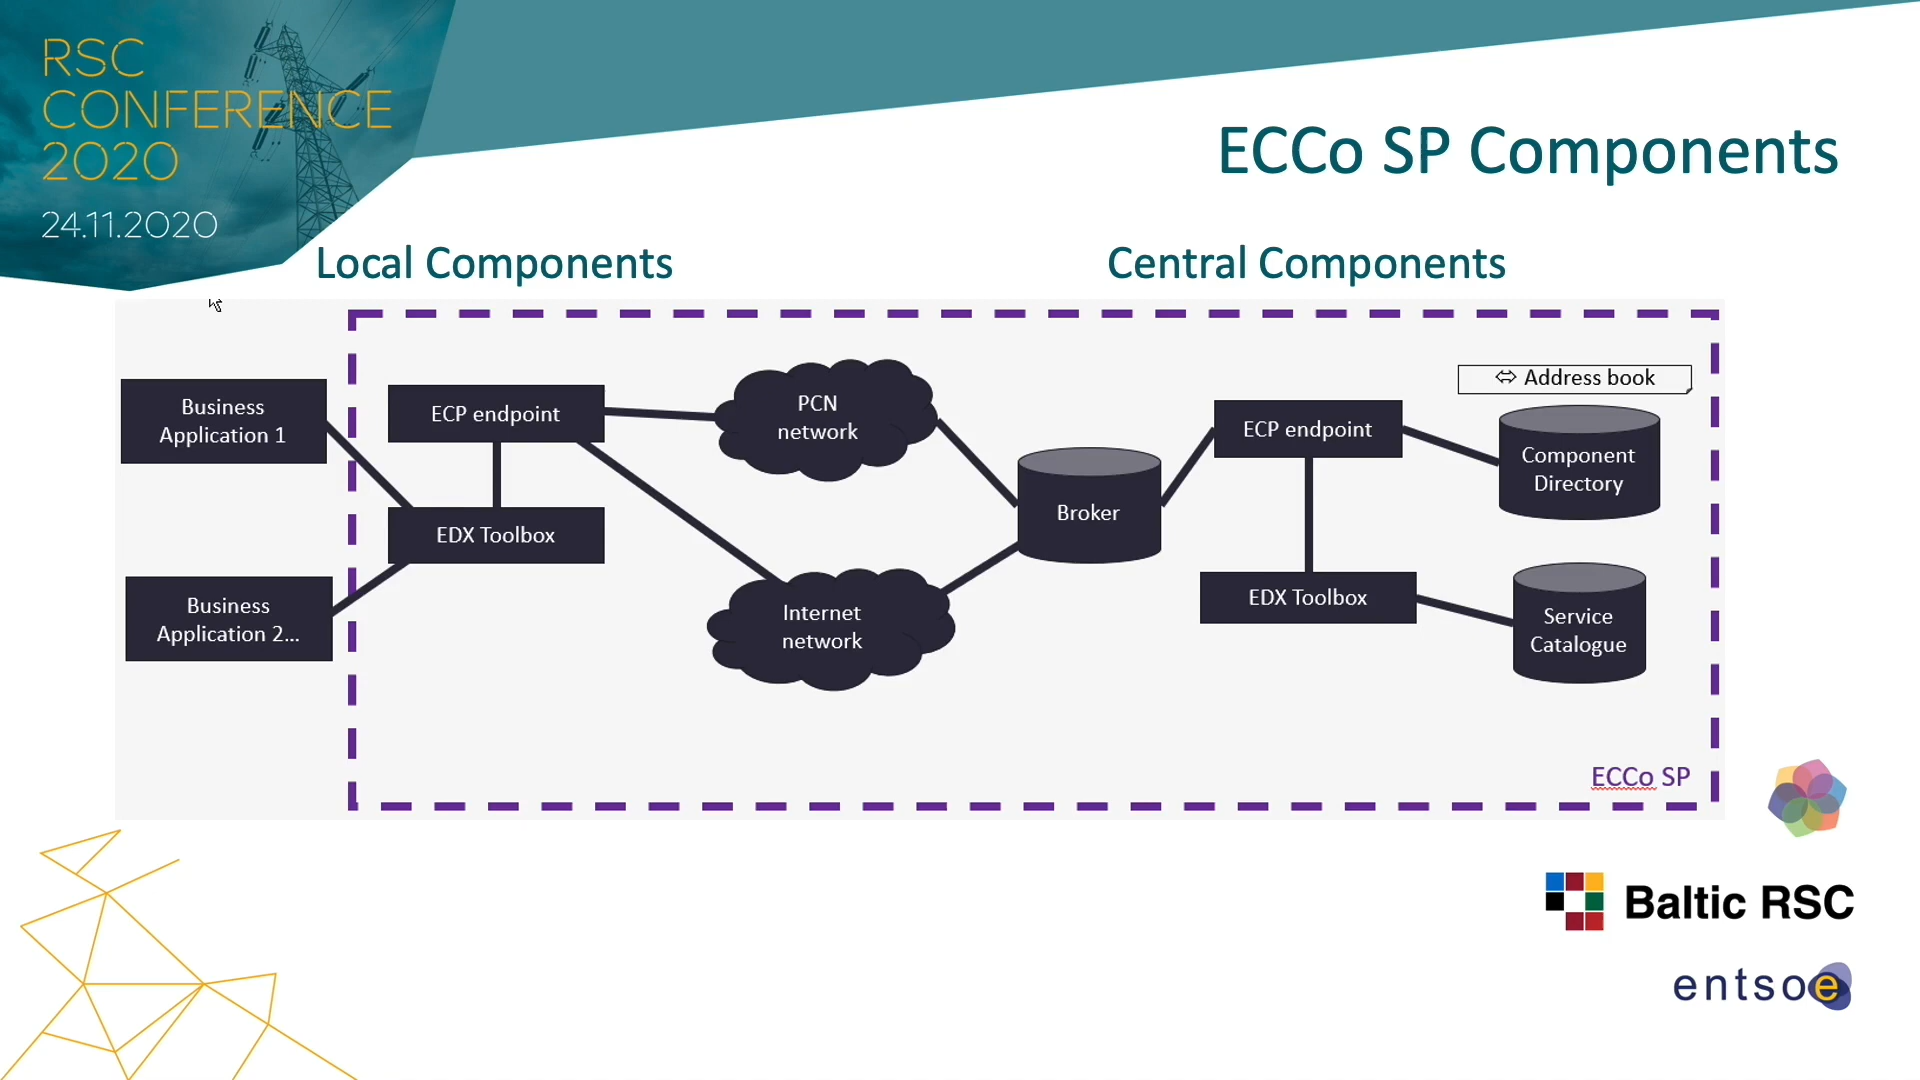 RSC
CONFERENCE
2020
24.11.2020
ECCo SP Components
Local Components
Central Components
Business
Application 1
Business
Application 2...
ECP endpoint
EDX Toolbox
PCN
network
Internet
network
Broker
ECP endpoint
EDX Toolbox
⇔ Address book
Component
Directory
Service
Catalogue
ECCo SP
Baltic RSC
entsoe